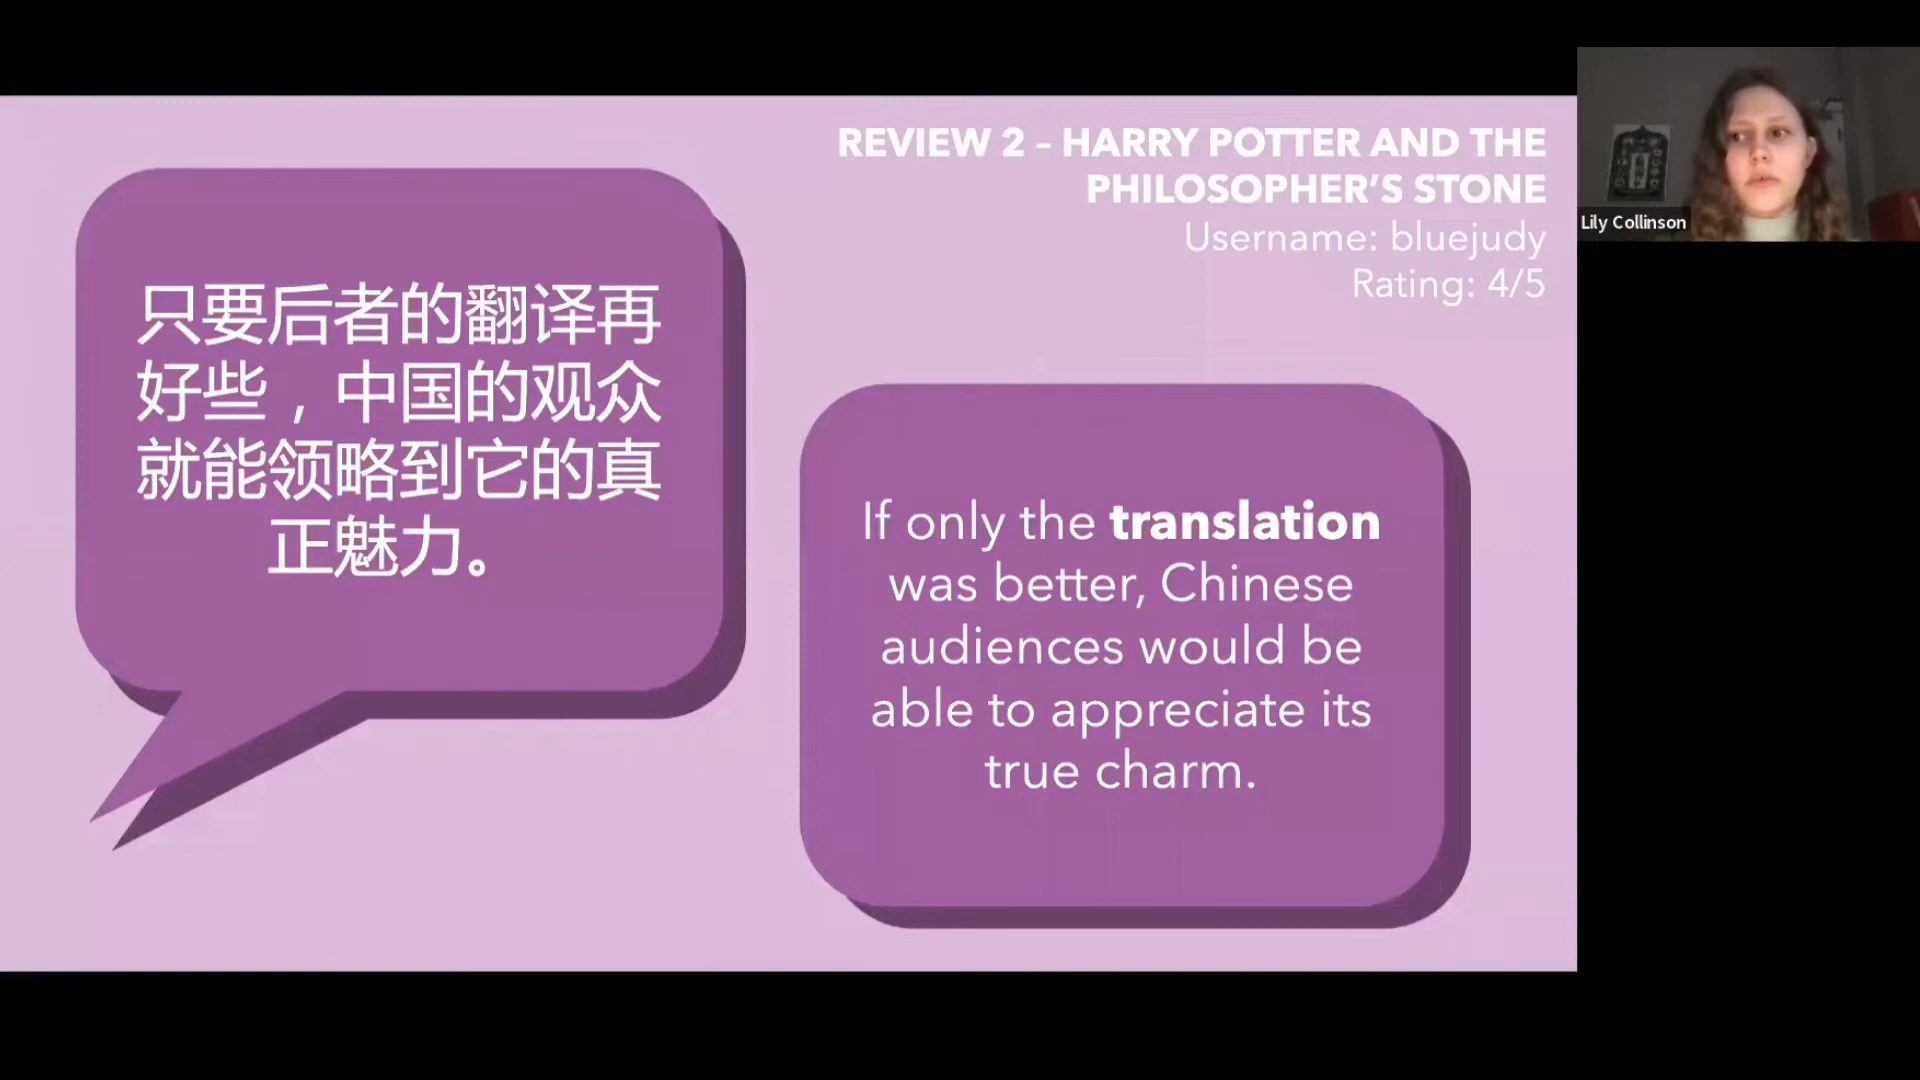 REVIEW 2 – HARRY POTTER AND THE
PHILOSOPHER’S STONE
Username: bluejudy
Rating: 4/5
只要后者的翻译再
好些，中国的观众
就能领略到它的真
正魅力。
If only the translation
was better, Chinese
audiences would be
able to appreciate its
true charm.
Lily Collinson